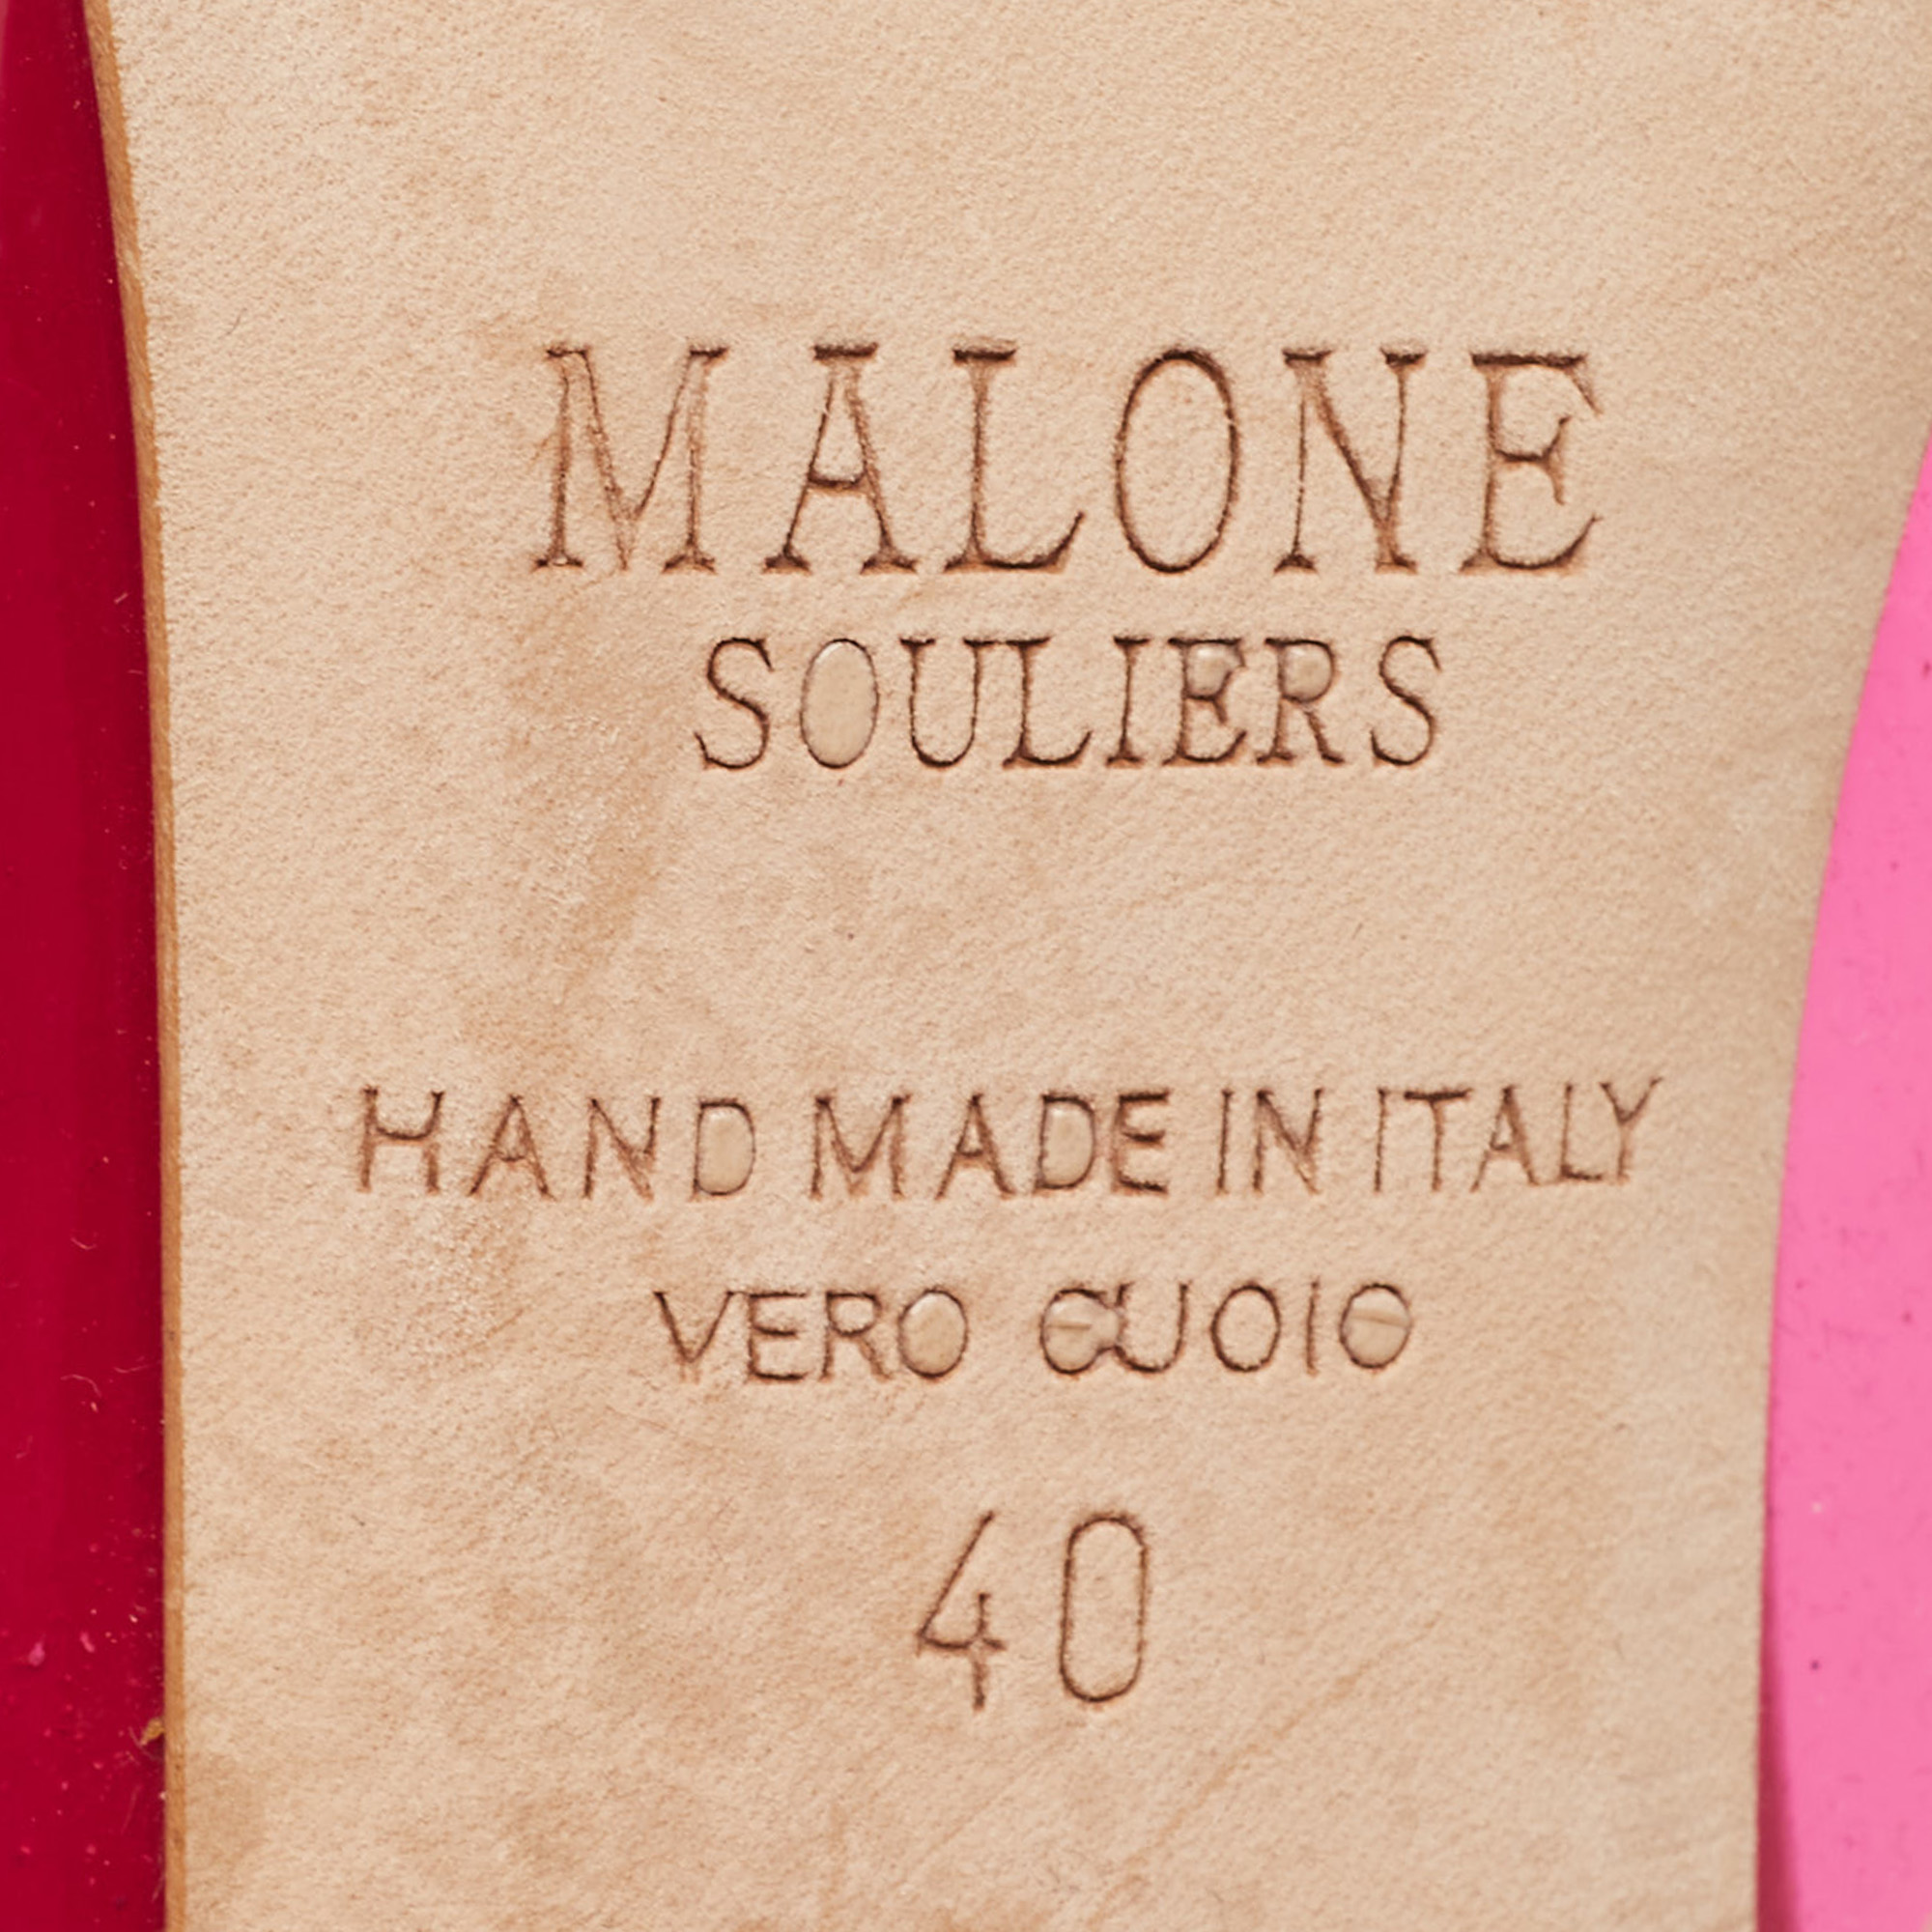 MALONE
SOULIERS
HAND MADE IN ITALY
VERO CUOIO
40